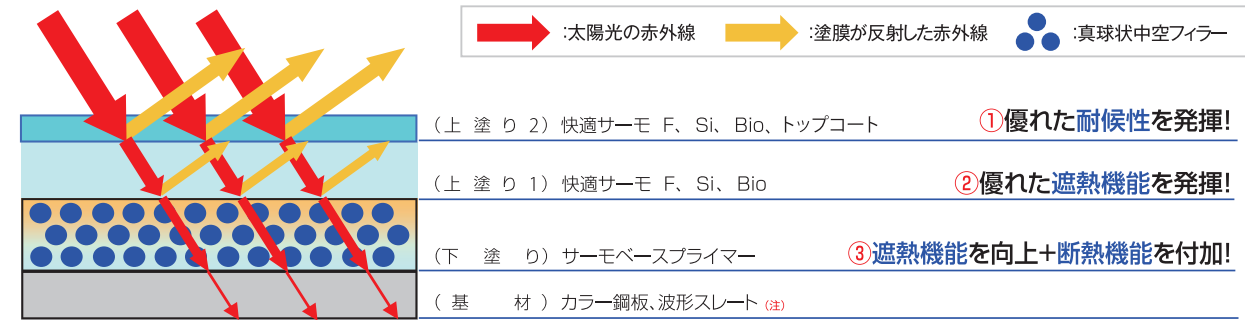 :太陽光の赤外線 :塗膜が反射した赤外線 :真球状中空フィラー
(上塗り2)快適サーモ F、Si、Bio、トップコート ①優れた耐候性を発揮!
(上塗り1)快適サーモ F、Si、Bio ②優れた遮熱機能を発揮!
(下塗り)サーモベースプライマー ③遮熱機能を向上+断熱機能を付加!
(基材)カラー鋼板、波形スレート(注)